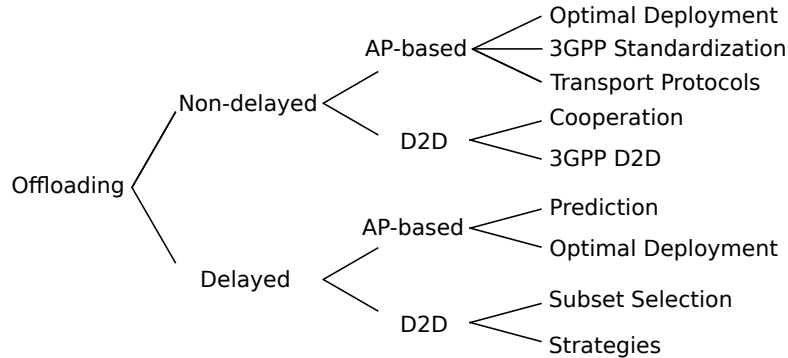 Offloading
Non-delayed
AP-based
Optimal Deployment
3GPP Standardization
Transport Protocols
D2D
Cooperation
3GPP D2D
Delayed
AP-based
Prediction
Optimal Deployment
D2D
Subset Selection
Strategies